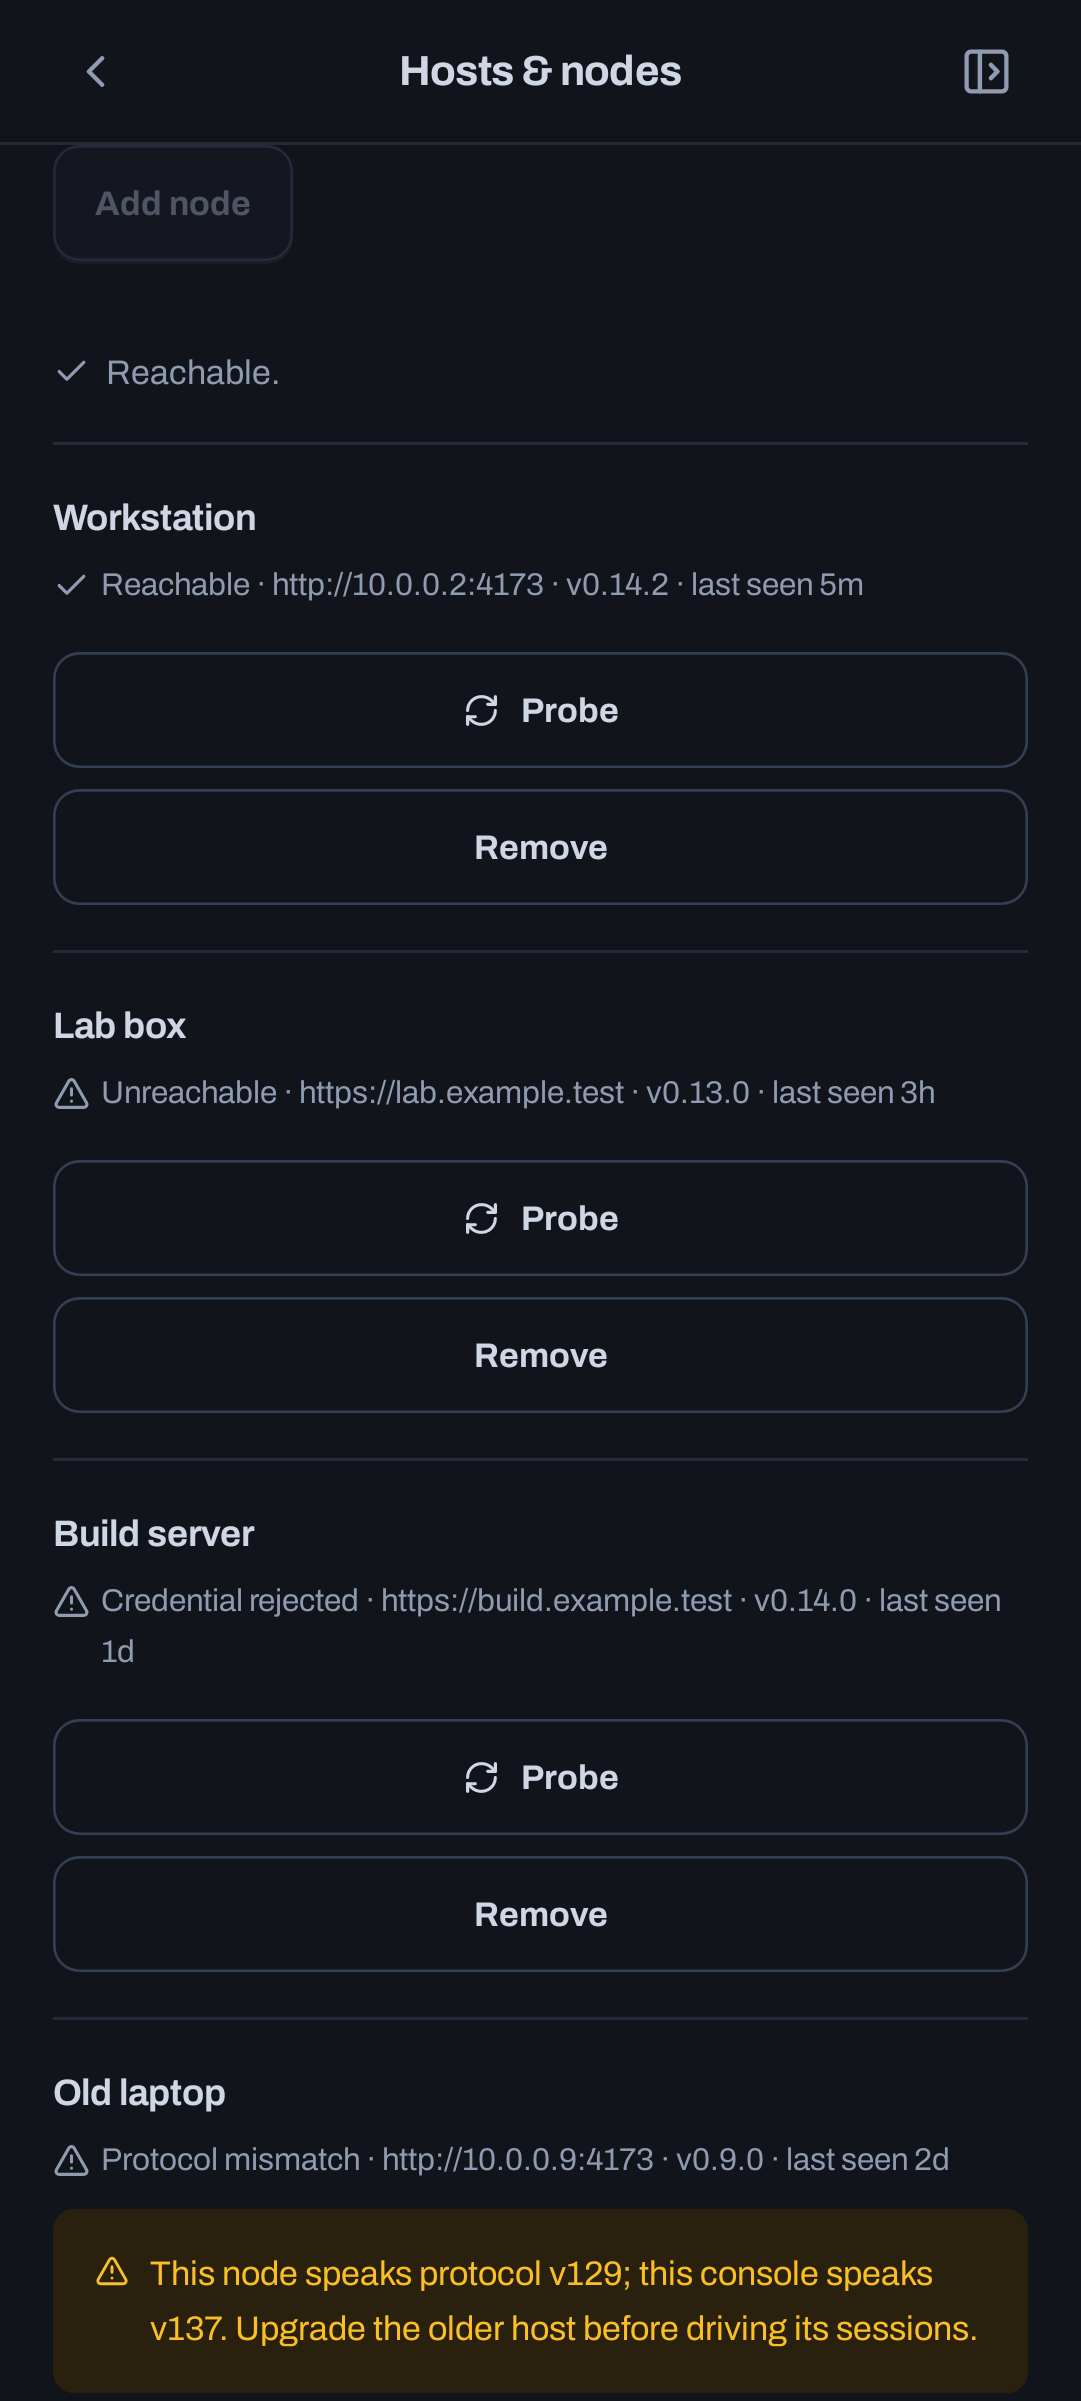 Hosts & nodes
Add node
Reachable.
Workstation
Reachable · http://10.0.0.2:4173 · v0.14.2 · last seen 5m
Probe
Remove
Lab box
Unreachable · https://lab.example.test · v0.13.0 · last seen 3h
Probe
Remove
Build server
Credential rejected · https://build.example.test · v0.14.0 · last seen
1d
Probe
Remove
Old laptop
Protocol mismatch · http://10.0.0.9:4173 · v0.9.0 · last seen 2d
This node speaks protocol v129; this console speaks
v137. Upgrade the older host before driving its sessions.